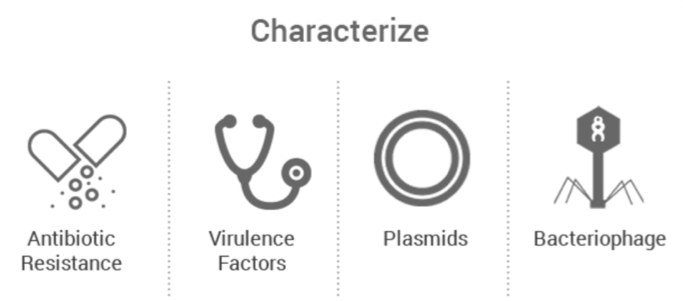 Characterize
Antibiotic
Resistance
Virulence
Factors
Plasmids
Bacteriophage